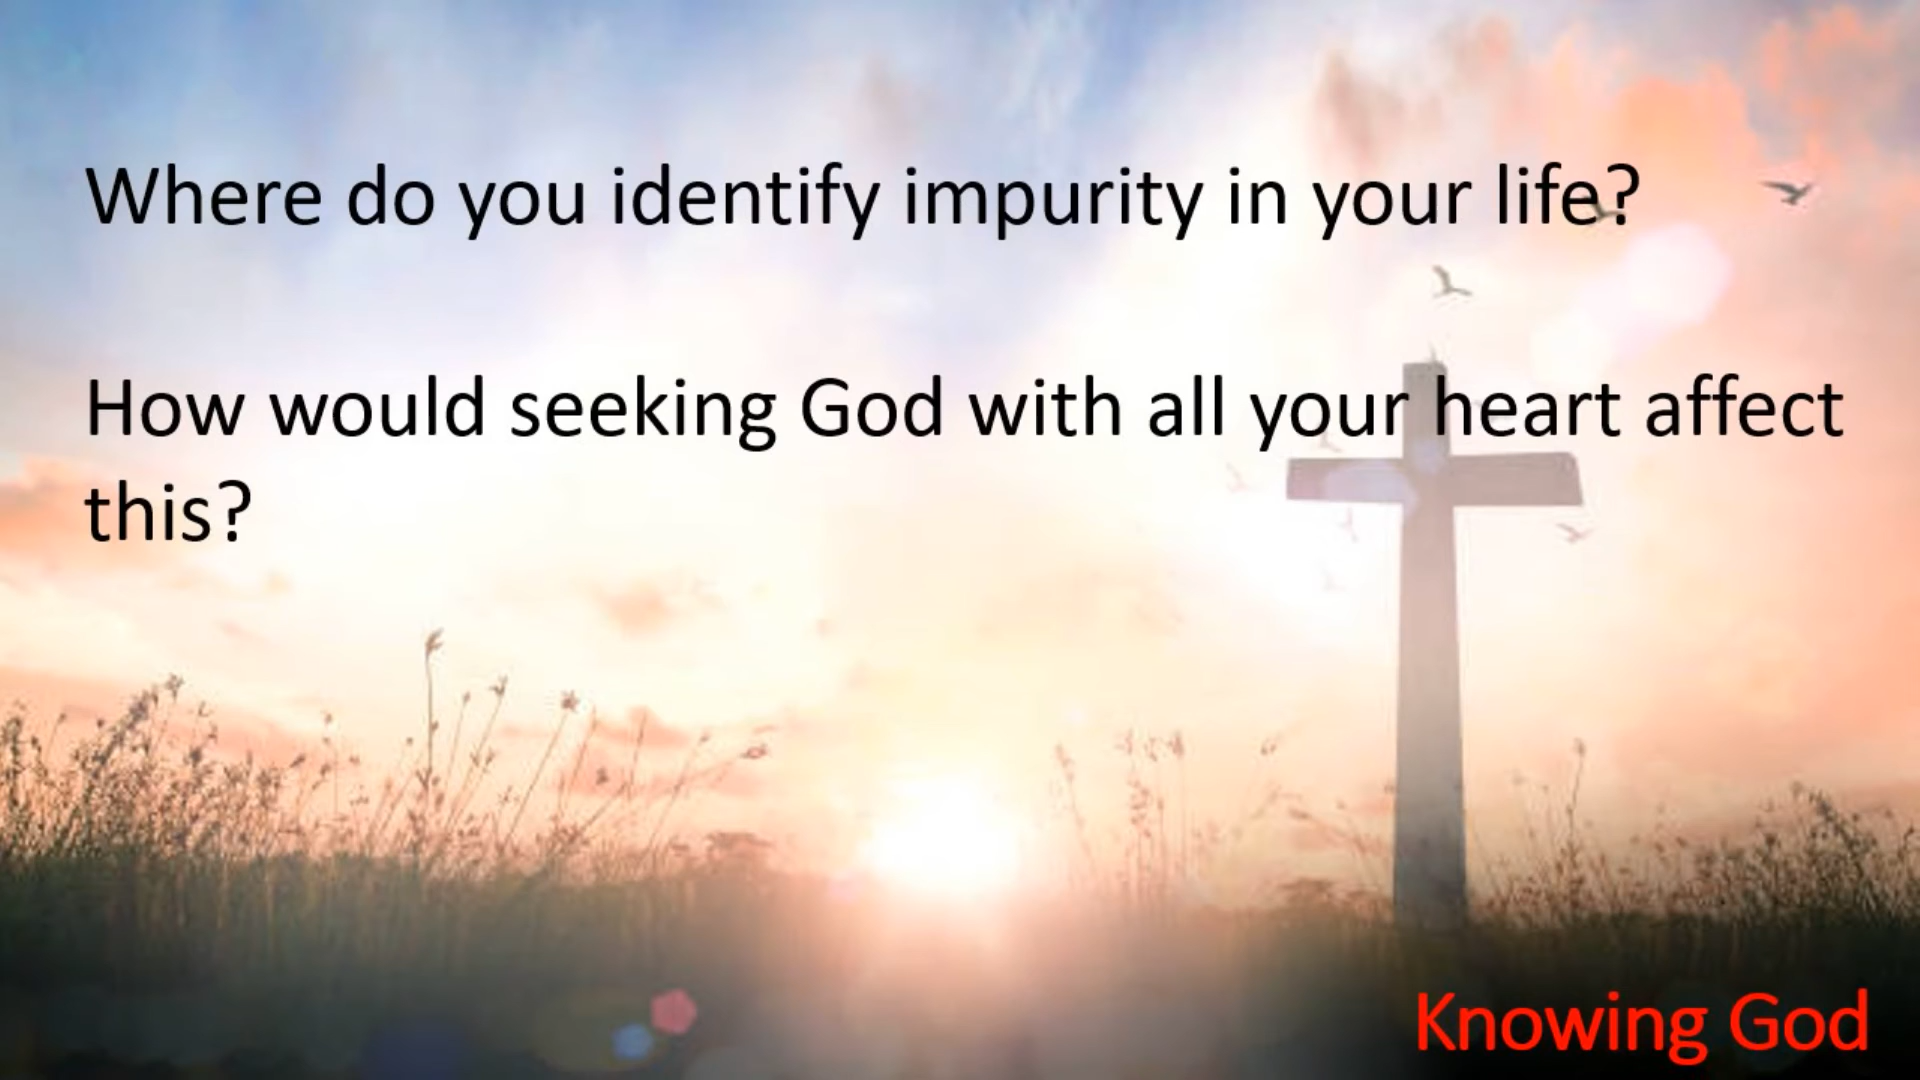 Where do you identify impurity in your life?
How would seeking God with all your heart affect
this?
Knowing God